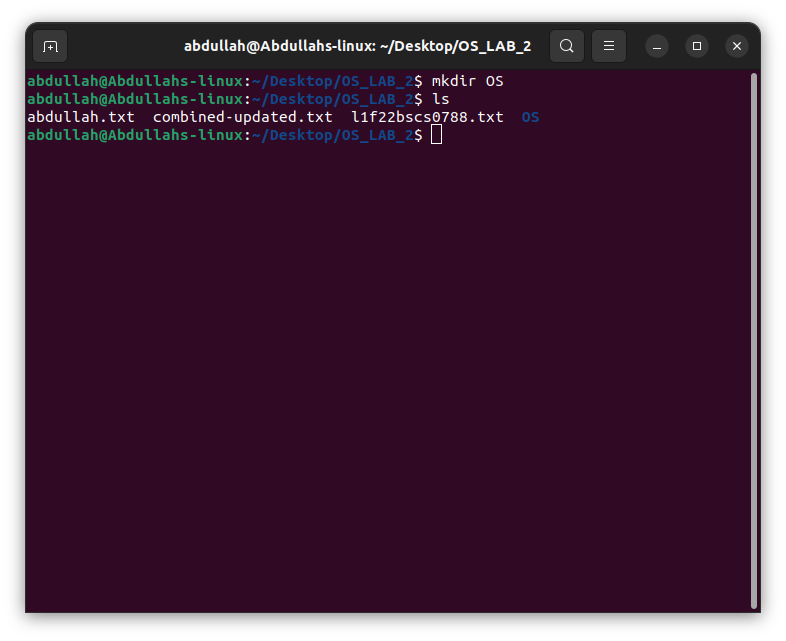 abdullah@Abdullahs-linux: ~/Desktop/OS_LAB_2
abdullah@Abdullahs-linux:~/Desktop/OS_LAB_2$ mkdir OS
abdullah@Abdullahs-linux:~/Desktop/OS_LAB_2$ ls
abdullah.txt  combined-updated.txt  l1f22bscs0788.txt  OS
abdullah@Abdullahs-linux:~/Desktop/OS_LAB_2$